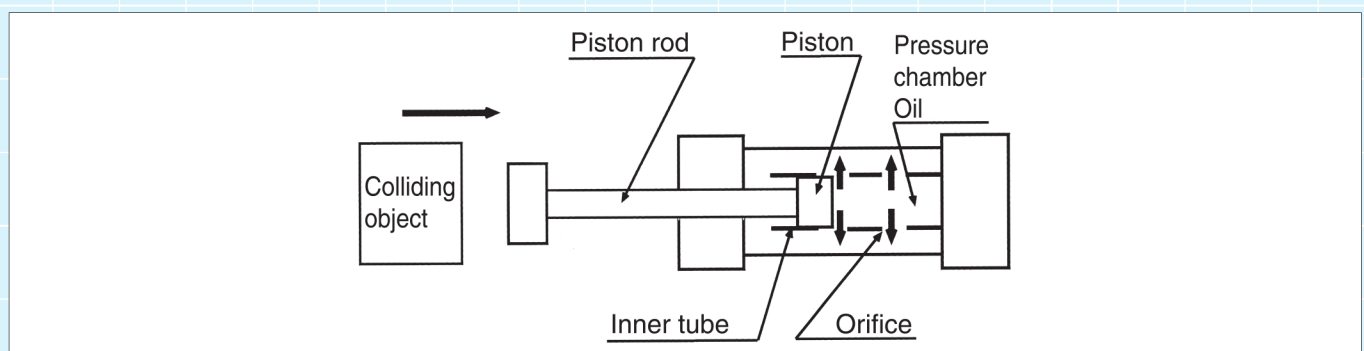 Piston rod
Piston
Pressure
chamber
Oil
Colliding
object
Inner tube
Orifice